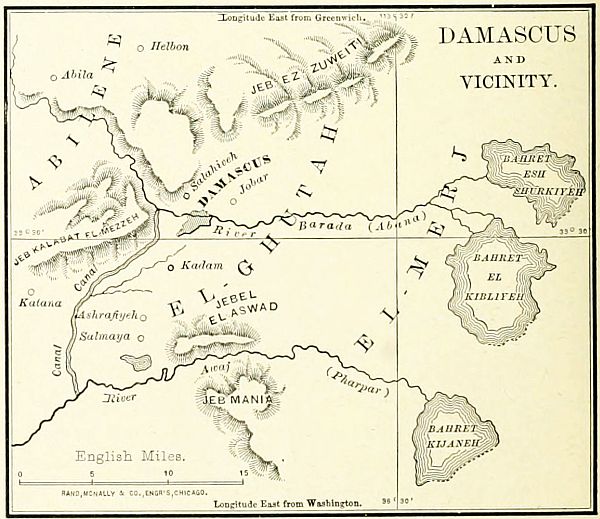 Longitude East from Greenwich.
36° 30'
DAMASCUS
AND
VICINITY.
Helbon
Abila
ABILENE
JEB EZ ZUWEITI
Salahieh
DAMASCUS
Jobar
BAHRET
ESH
SHURKIYEH
River Barada (Abana)
33° 30'
33° 30'
JEB KALABAT EL-MEZZEH
Canal
Kadam
EL-GHUTAH
EL-MERJ
BAHRET
EL
KIBLIYEH
Katana
Ashrafiyeh
Salmaya
JEBEL
EL ASWAD
Canal
River Awaj (Pharpar)
JEB MANIA
BAHRET
KIJANEH
English Miles.
0 5 10 15
RAND, MCNALLY & CO., ENGR'S, CHICAGO.
Longitude East from Washington.